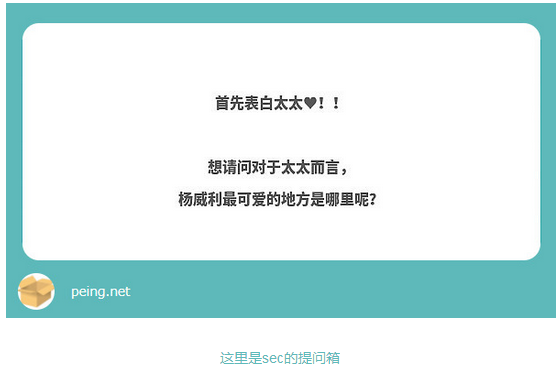 首先表白太太♥！！
想请问对于太太而言，
杨威利最可爱的地方是哪里呢？
peing.net
这里是sec的提问箱